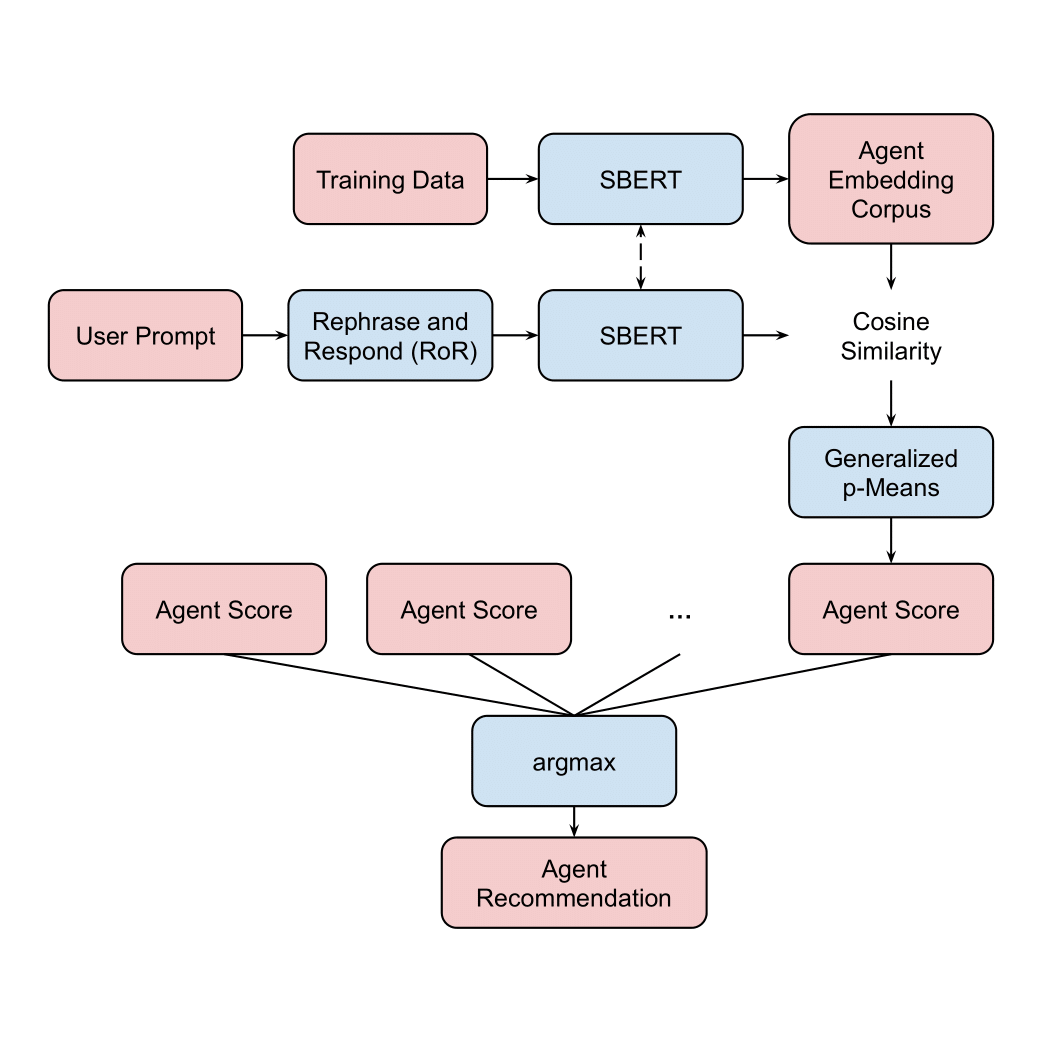 Training Data
SBERT
Agent
Embedding
Corpus
User Prompt
Rephrase and
Respond (RoR)
SBERT
Cosine
Similarity
Generalized
p-Means
Agent Score
Agent Score
...
Agent Score
argmax
Agent
Recommendation